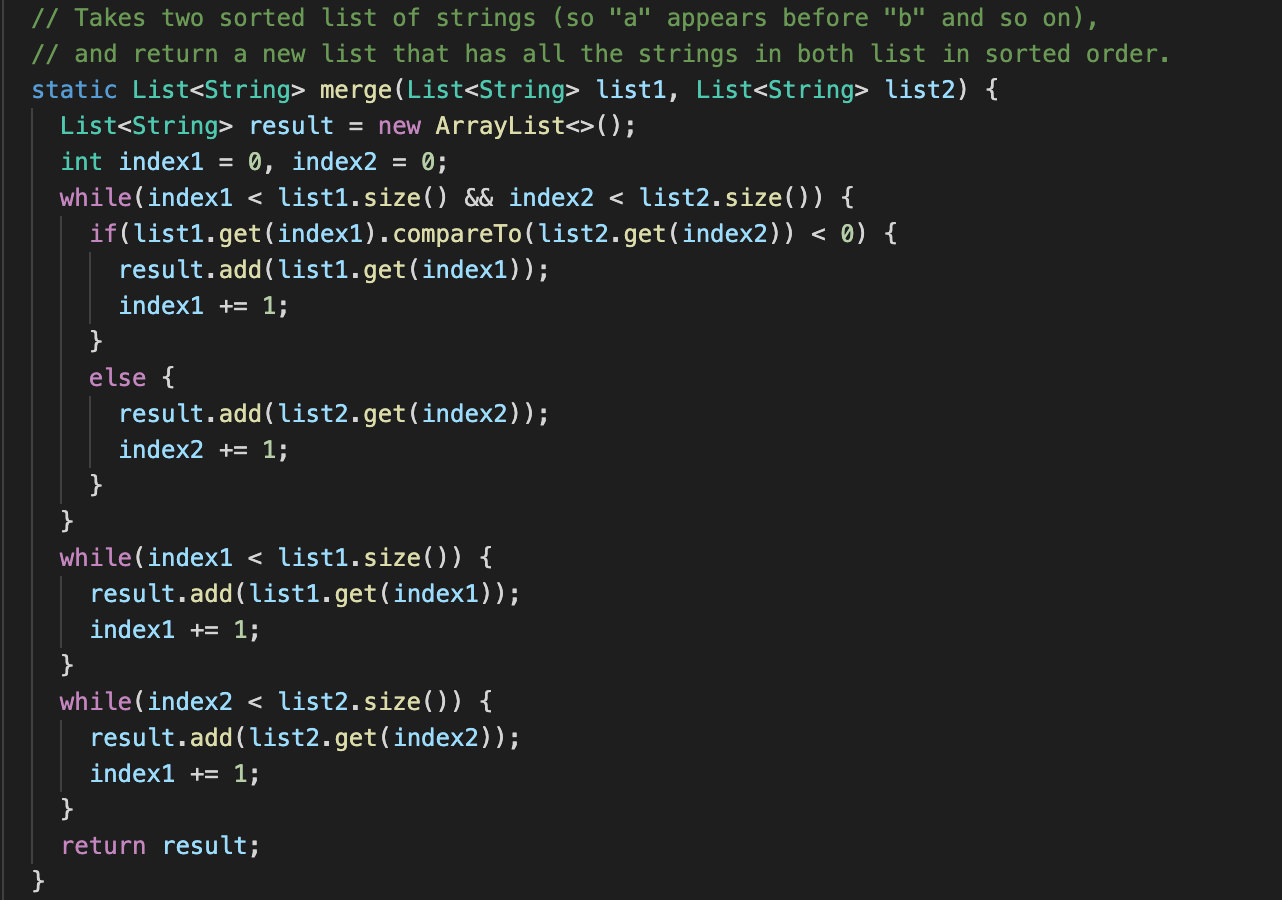 // Takes two sorted list of strings (so "a" appears before "b" and so on),
// and return a new list that has all the strings in both list in sorted order.
static List<String> merge(List<String> list1, List<String> list2) {
  List<String> result = new ArrayList<>();
  int index1 = 0, index2 = 0;
  while(index1 < list1.size() && index2 < list2.size()) {
    if(list1.get(index1).compareTo(list2.get(index2)) < 0) {
      result.add(list1.get(index1));
      index1 += 1;
    }
    else {
      result.add(list2.get(index2));
      index2 += 1;
    }
  }
  while(index1 < list1.size()) {
    result.add(list1.get(index1));
    index1 += 1;
  }
  while(index2 < list2.size()) {
    result.add(list2.get(index2));
    index1 += 1;
  }
  return result;
}